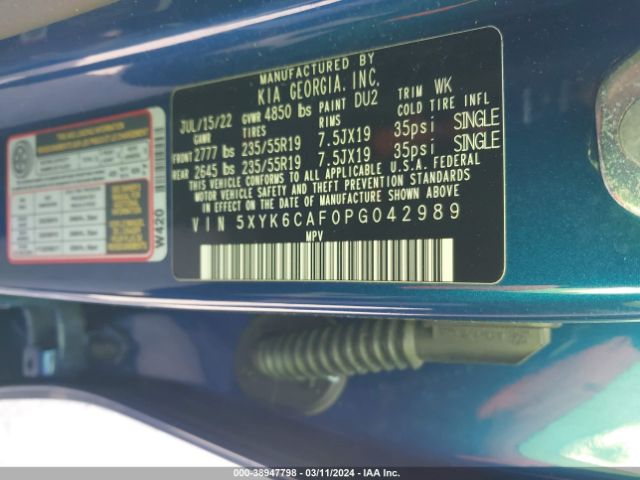 MANUFACTURED BY
KIA GEORGIA, INC.
JUL/15/22 GVWR 4850 lbs PAINT DU2 TRIM WK
GAWR TIRES RIMS COLD TIRE INFL
FRONT 2777 lbs 235/55R19 7.5JX19 35psi SINGLE
REAR 2645 lbs 235/55R19 7.5JX19 35psi SINGLE
THIS VEHICLE CONFORMS TO ALL APPLICABLE U.S.A. FEDERAL
MOTOR VEHICLE SAFETY AND THEFT PREVENTION STANDARDS
IN EFFECT ON THE DATE OF MANUFACTURE SHOWN ABOVE.
VIN 5XYK6CAF0PG042989
MPV
W420
000-38947798 - 03/11/2024 - IAA Inc.